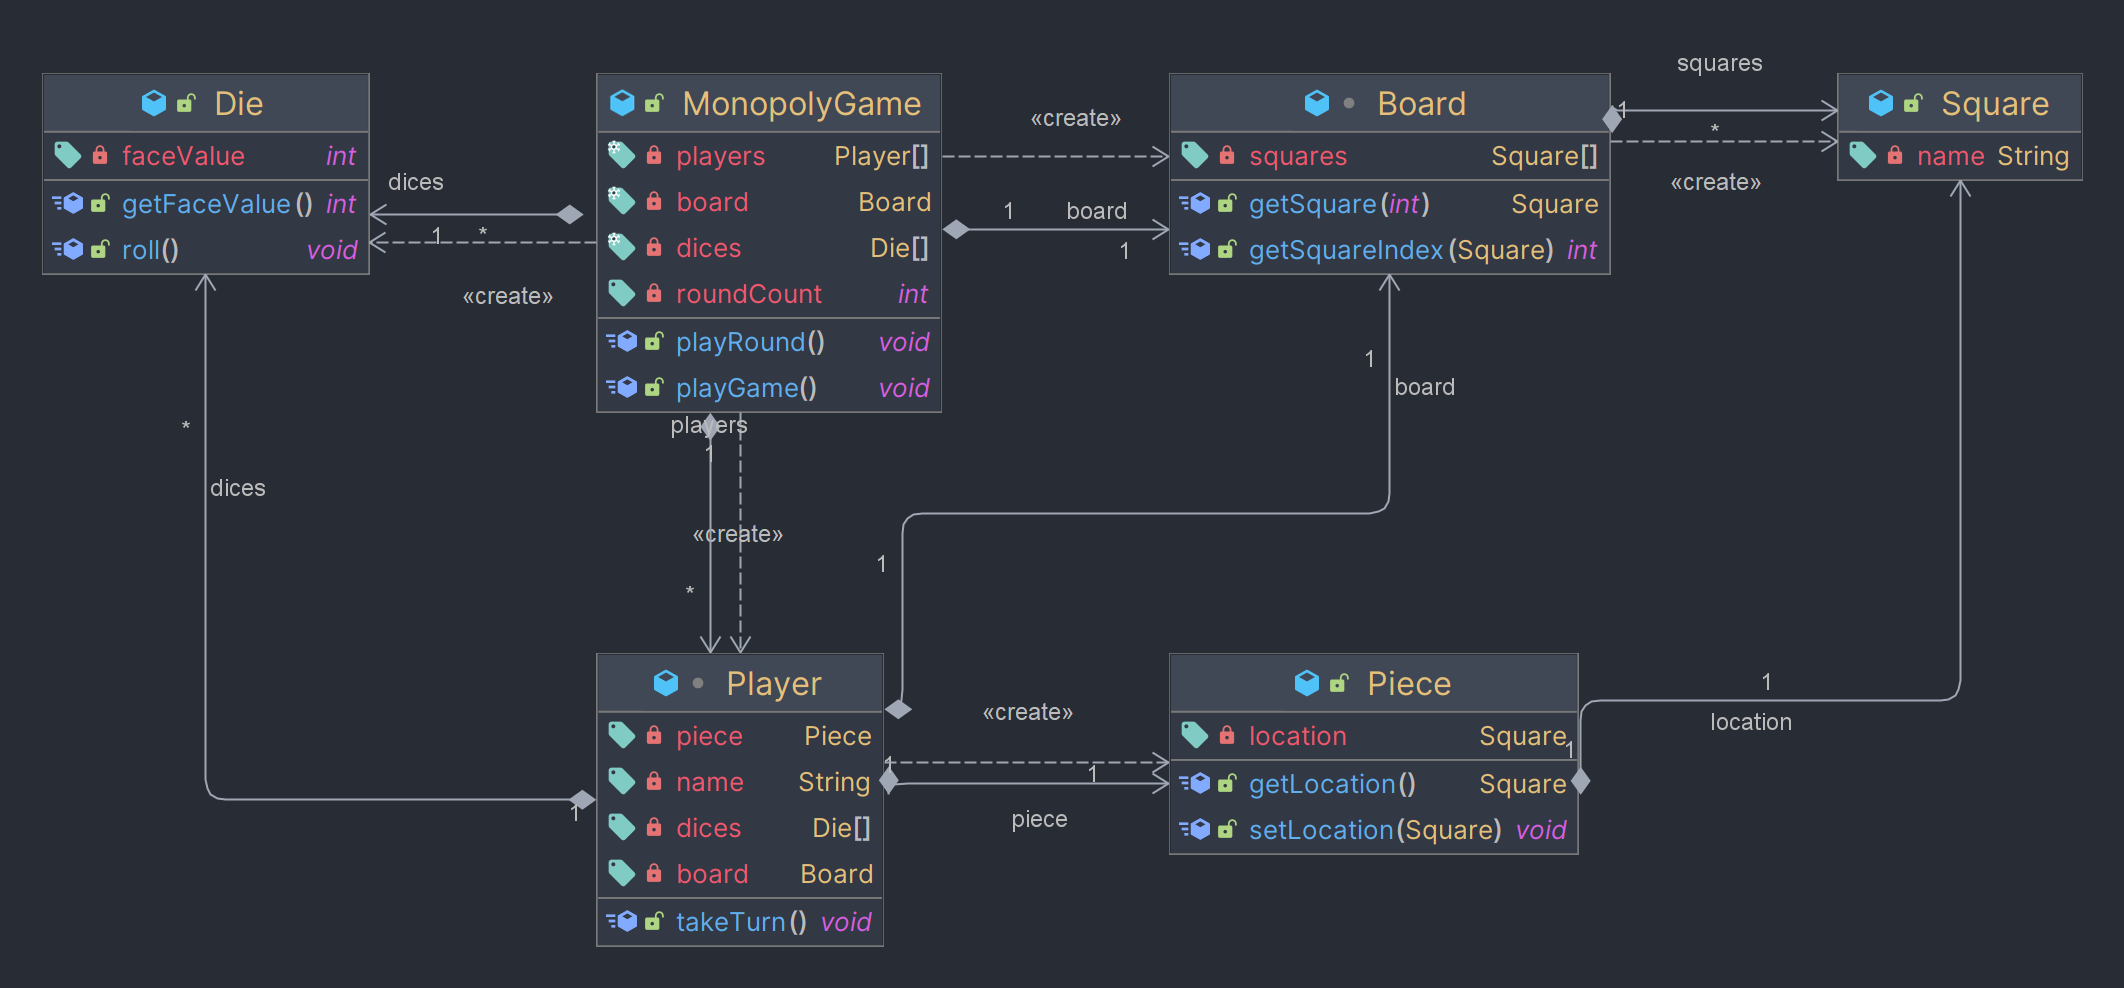 squares
Die
MonopolyGame
Board
Square
«create»
1
faceValue int
players Player[]
squares Square[]
*
name String
dices
«create»
getFaceValue() int
board Board
1 board
getSquare(int) Square
1 *
roll() void
dices Die[]
1
getSquareIndex(Square) int
«create»
roundCount int
playRound() void
1
playGame() void
board
players
*
1
dices
«create»
1
*
Player
Piece
1
«create»
location
piece Piece
location Square
1
1
1
name String
getLocation() Square
1
piece
dices Die[]
setLocation(Square) void
board Board
takeTurn() void